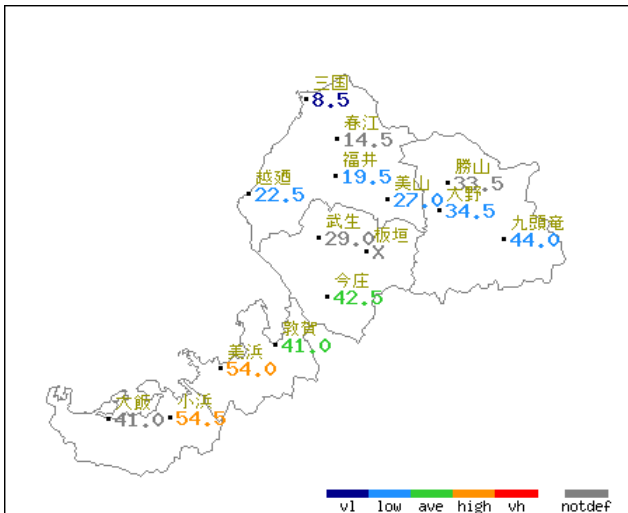 三国
8.5
春江
14.5
福井
19.5
越廼
22.5
美山
27.0
勝山
33.5
大野
34.5
九頭竜
44.0
武生
29.0
板垣
X
今庄
42.5
敦賀
41.0
美浜
54.0
小浜
54.5
大飯
41.0
vl low ave high vh notdef